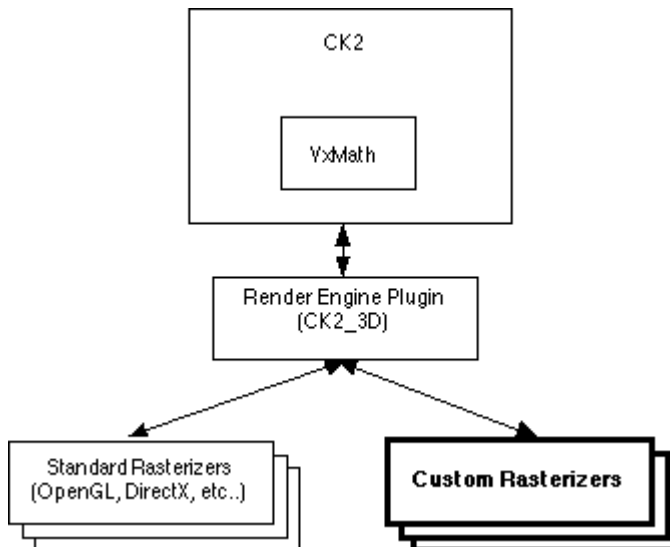 CK2
VxMath
Render Engine Plugin
(CK2_3D)
Standard Rasterizers
(OpenGL, DirectX, etc..)
Custom Rasterizers